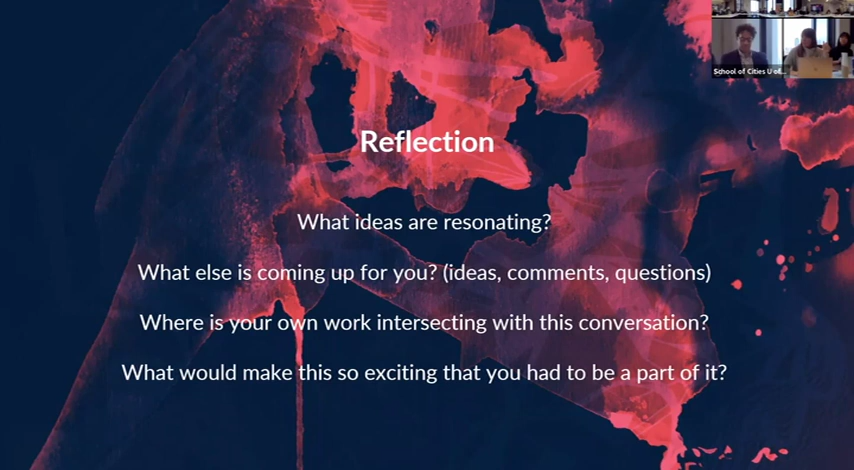 School of Cities U of...
Reflection
What ideas are resonating?
What else is coming up for you? (ideas, comments, questions)
Where is your own work intersecting with this conversation?
What would make this so exciting that you had to be a part of it?